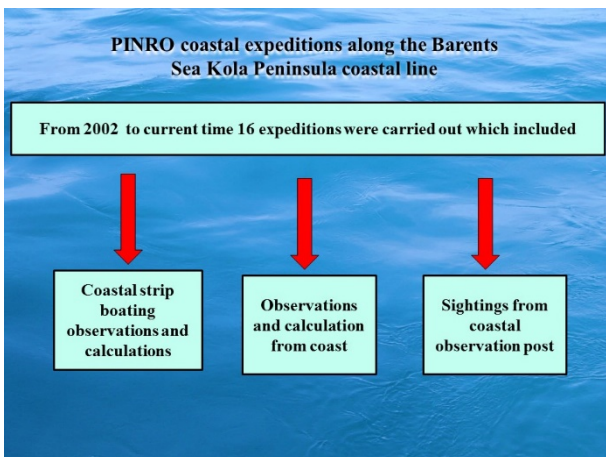 PINRO coastal expeditions along the Barents
Sea Kola Peninsula coastal line
From 2002 to current time 16 expeditions were carried out which included
Coastal strip
boating
observations and
calculations
Observations
and calculation
from coast
Sightings from
coastal
observation post